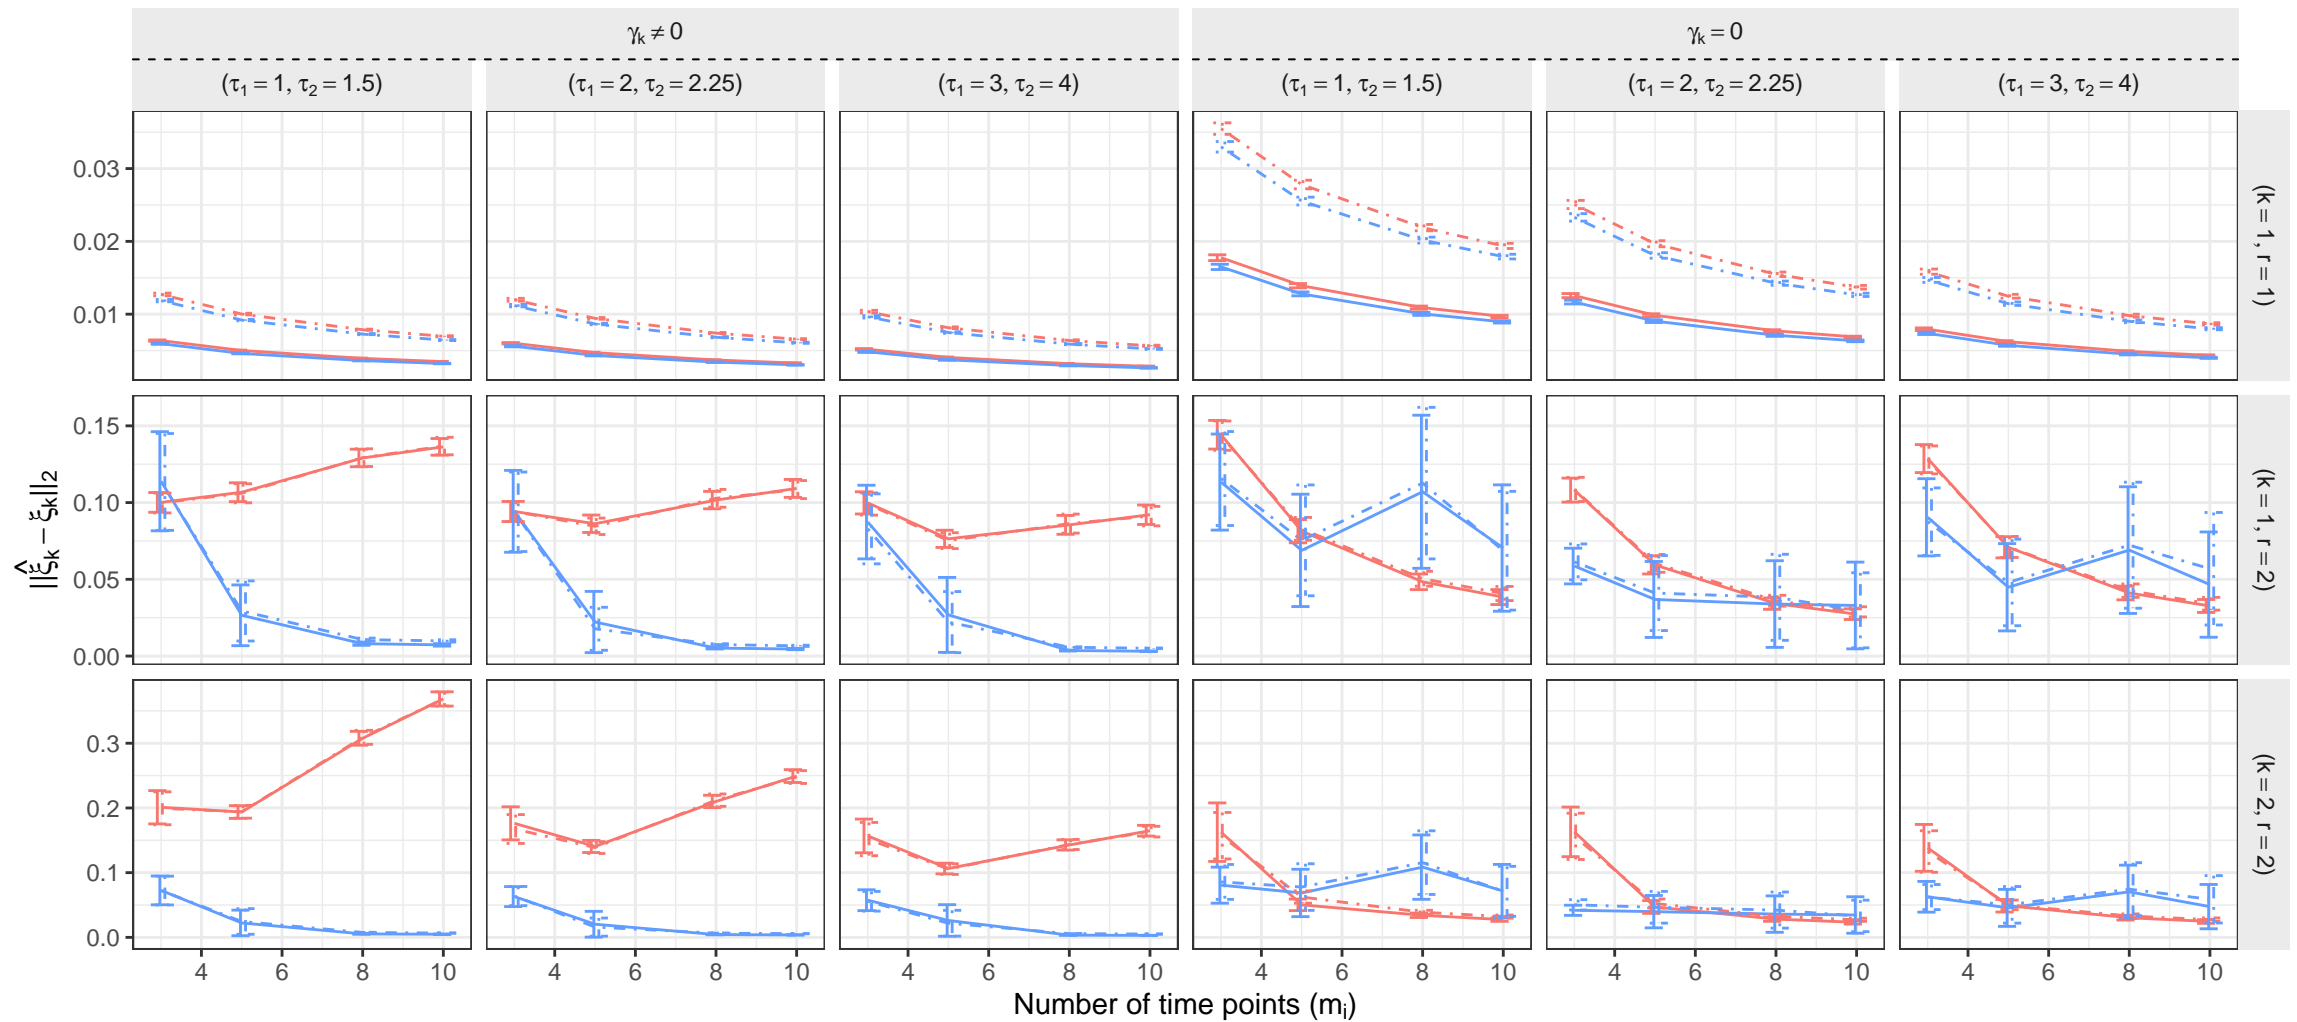 γk ≠ 0 γk = 0
(τ1 = 1, τ2 = 1.5) (τ1 = 2, τ2 = 2.25) (τ1 = 3, τ2 = 4) (τ1 = 1, τ2 = 1.5) (τ1 = 2, τ2 = 2.25) (τ1 = 3, τ2 = 4)
0.03
0.02
0.01
(k = 1, r = 1)
0.15
0.10
0.05
0.00
(k = 1, r = 2)
0.3
0.2
0.1
0.0
(k = 2, r = 2)
||ξ̂k − ξk||2
4 6 8 10 4 6 8 10 4 6 8 10 4 6 8 10 4 6 8 10 4 6 8 10
Number of time points (mi)